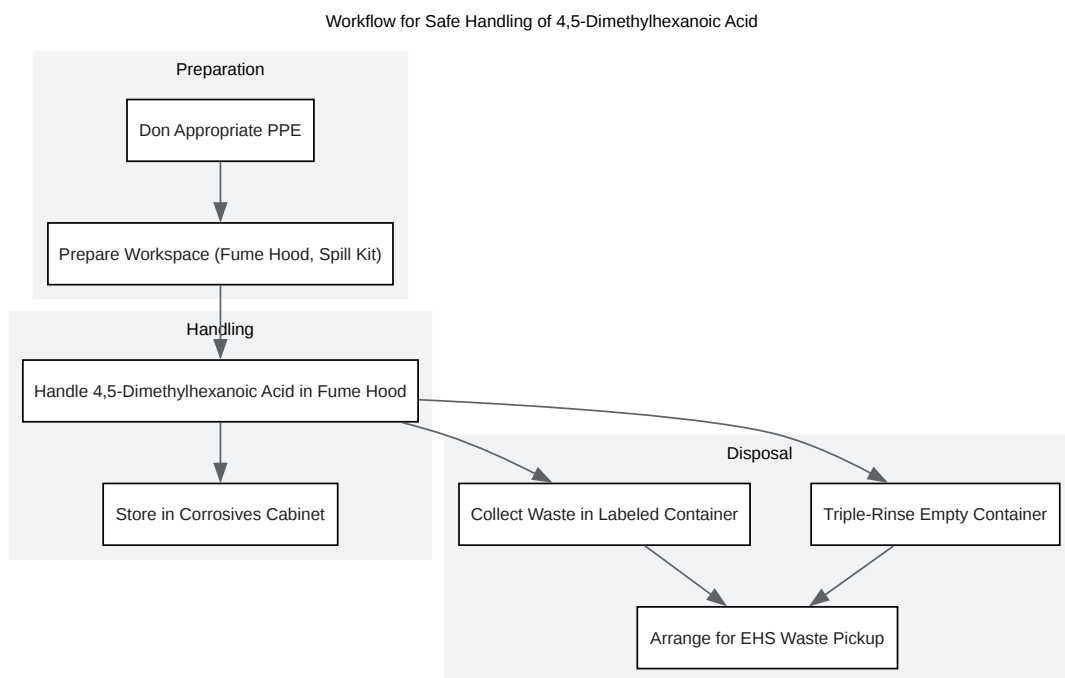 Workflow for Safe Handling of 4,5-Dimethylhexanoic Acid
Preparation
Don Appropriate PPE
Prepare Workspace (Fume Hood, Spill Kit)
Handling
Handle 4,5-Dimethylhexanoic Acid in Fume Hood
Store in Corrosives Cabinet
Disposal
Collect Waste in Labeled Container
Triple-Rinse Empty Container
Arrange for EHS Waste Pickup